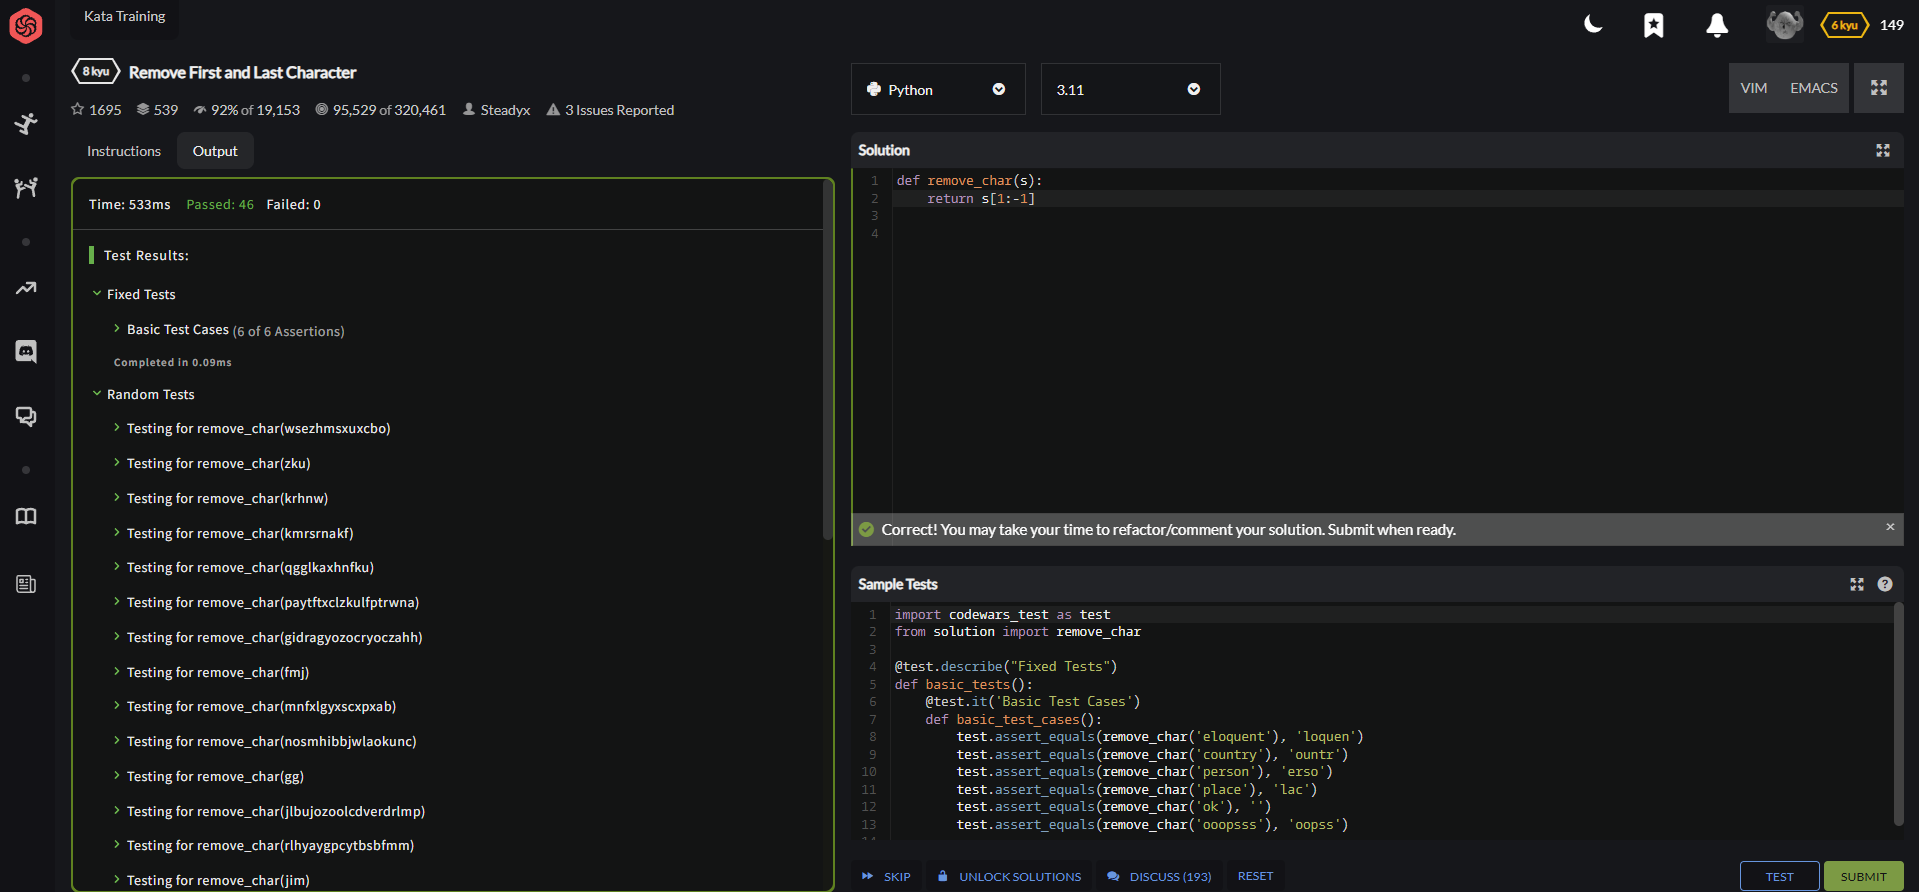 Kata Training
6 kyu 149
8 kyu Remove First and Last Character
1695 539 92% of 19,153 95,529 of 320,461 Steadyx 3 Issues Reported
Instructions Output
Time: 533ms Passed: 46 Failed: 0
Test Results:
Fixed Tests
Basic Test Cases (6 of 6 Assertions)
Completed in 0.09ms
Random Tests
Testing for remove_char(wsezhmsxuxcbo)
Testing for remove_char(zku)
Testing for remove_char(krhnw)
Testing for remove_char(kmrsrnakf)
Testing for remove_char(qgglkaxhnfku)
Testing for remove_char(paytftxclzkulfptrwna)
Testing for remove_char(gidragyozocryoczahh)
Testing for remove_char(fmj)
Testing for remove_char(mnfxlgyxscxpxab)
Testing for remove_char(nosmhibbjwlaokunc)
Testing for remove_char(gg)
Testing for remove_char(jlbujozoolcdverdrlmp)
Testing for remove_char(rlhyaygpcytbsbfmm)
Testing for remove_char(jim)
Python 3.11 VIM EMACS
Solution
1 def remove_char(s):
2     return s[1:-1]
3
4
Correct! You may take your time to refactor/comment your solution. Submit when ready. ×
Sample Tests ?
1 import codewars_test as test
2 from solution import remove_char
3
4 @test.describe("Fixed Tests")
5 def basic_tests():
6     @test.it('Basic Test Cases')
7     def basic_test_cases():
8         test.assert_equals(remove_char('eloquent'), 'loquen')
9         test.assert_equals(remove_char('country'), 'ountr')
10         test.assert_equals(remove_char('person'), 'erso')
11         test.assert_equals(remove_char('place'), 'lac')
12         test.assert_equals(remove_char('ok'), '')
13         test.assert_equals(remove_char('ooopsss'), 'oopss')
14
SKIP UNLOCK SOLUTIONS DISCUSS (193) RESET TEST SUBMIT